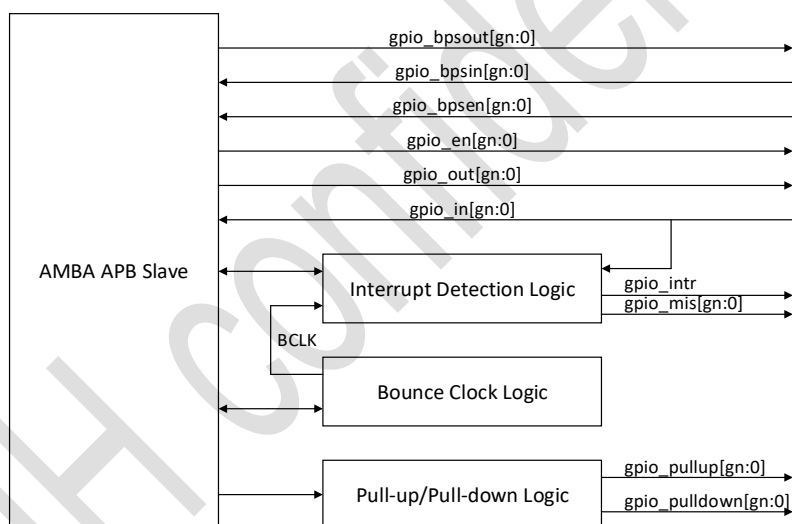 gpio_bpsout[gn:0]
gpio_bpsin[gn:0]
gpio_bpsen[gn:0]
gpio_en[gn:0]
gpio_out[gn:0]
gpio_in[gn:0]
AMBA APB Slave
Interrupt Detection Logic
gpio_intr
gpio_mis[gn:0]
BCLK
Bounce Clock Logic
Pull-up/Pull-down Logic
gpio_pullup[gn:0]
gpio_pulldown[gn:0]